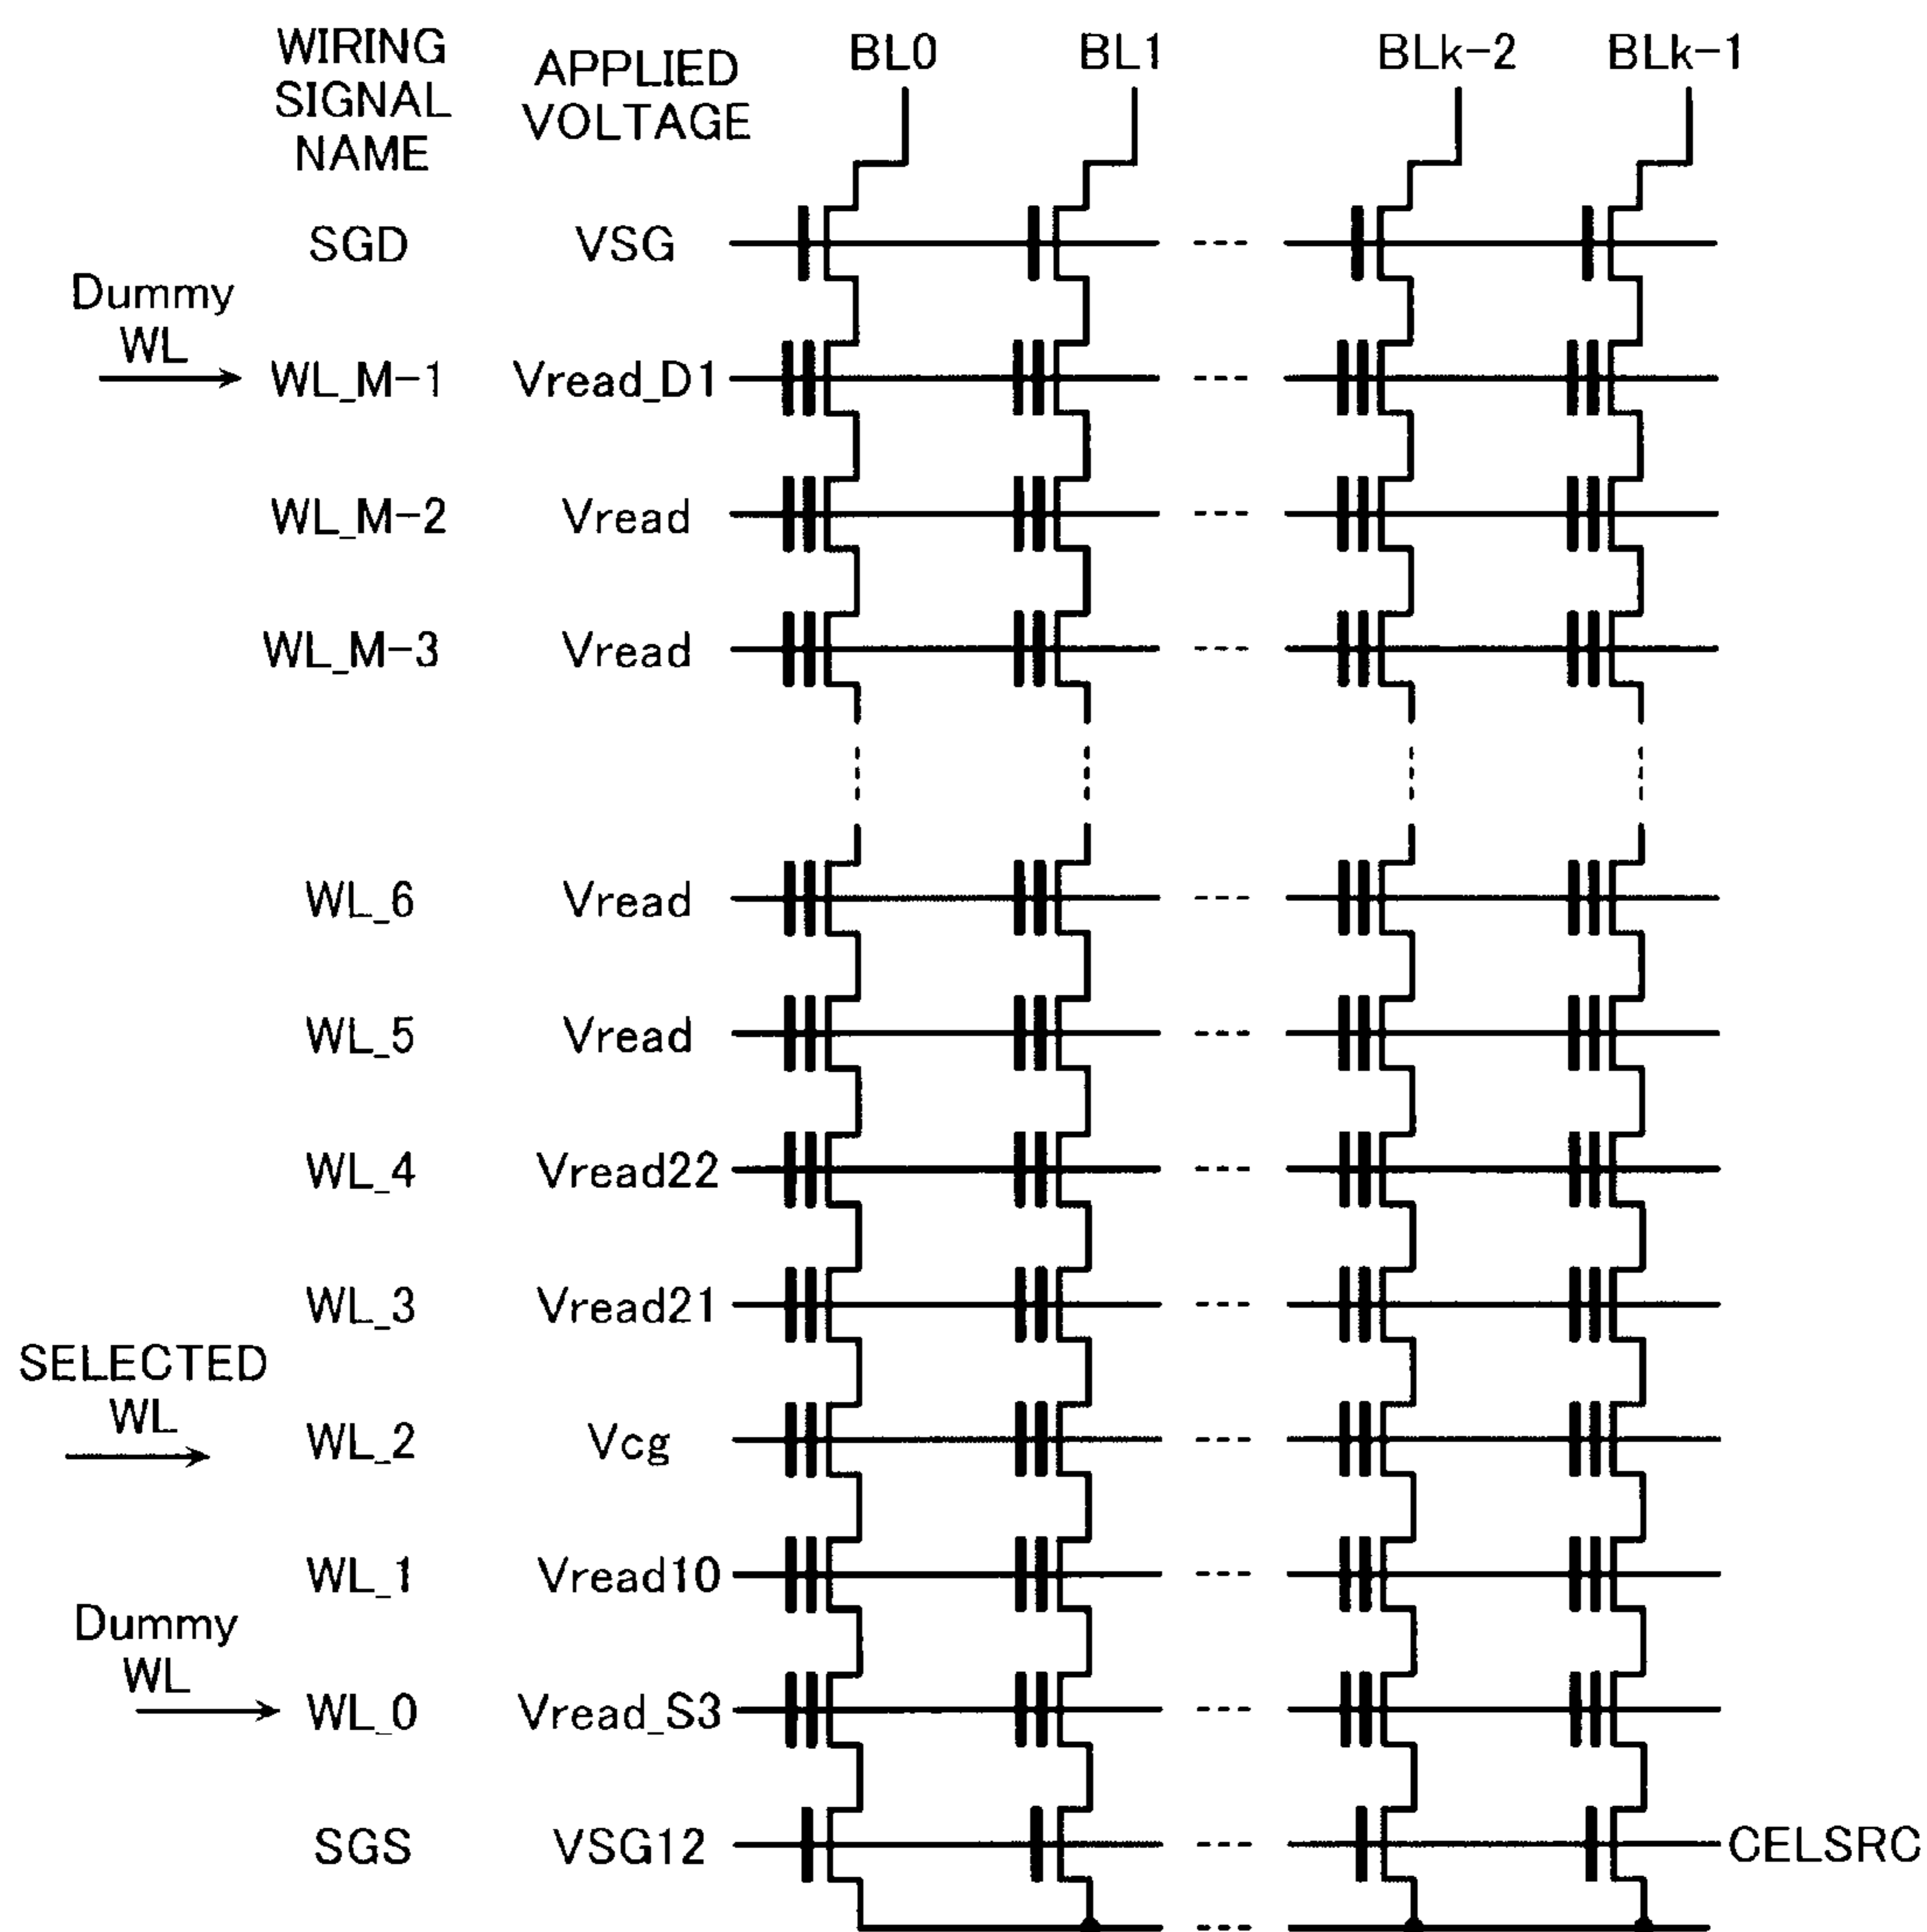 WIRING
SIGNAL
NAME
APPLIED
VOLTAGE
BL0
BL1
BLk-2
BLk-1
SGD
VSG
Dummy
WL
WL_M-1
Vread_D1
WL_M-2
Vread
WL_M-3
Vread
WL_6
Vread
WL_5
Vread
WL_4
Vread22
WL_3
Vread21
SELECTED
WL
WL_2
Vcg
WL_1
Vread10
Dummy
WL
WL_0
Vread_S3
SGS
VSG12
CELSRC